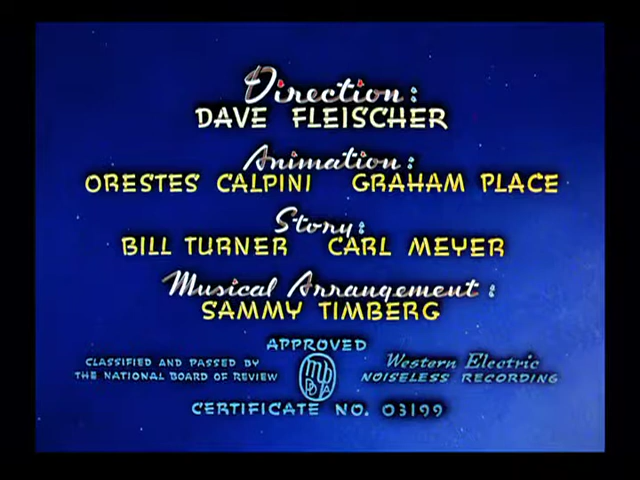 Direction:
DAVE FLEISCHER
Animation:
ORESTES CALPINI GRAHAM PLACE
Story:
BILL TURNER CARL MEYER
Musical Arrangement:
SAMMY TIMBERG
APPROVED
CLASSIFIED AND PASSED BY
THE NATIONAL BOARD OF REVIEW
MPPDA
Western Electric
NOISELESS RECORDING
CERTIFICATE NO. 03199